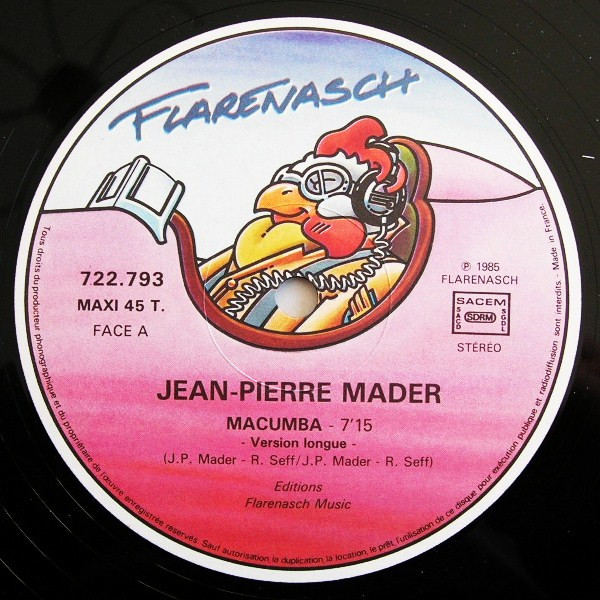 FLARENASCH
722.793
MAXI 45 T.
FACE A
℗ 1985
FLARENASCH
SACEM
SACD
SDRM
SGDL
STÉRÉO
JEAN-PIERRE MADER
MACUMBA - 7'15
- Version longue -
(J.P. Mader - R. Seff/J.P. Mader - R. Seff)
Editions
Flarenasch Music
Tous droits du producteur phonographique et du propriétaire de l'œuvre enregistrée réservés. Sauf autorisation, la duplication, la location, le prêt, l'utilisation de ce disque pour exécution publique et radiodiffusion sont interdits - Made in France.